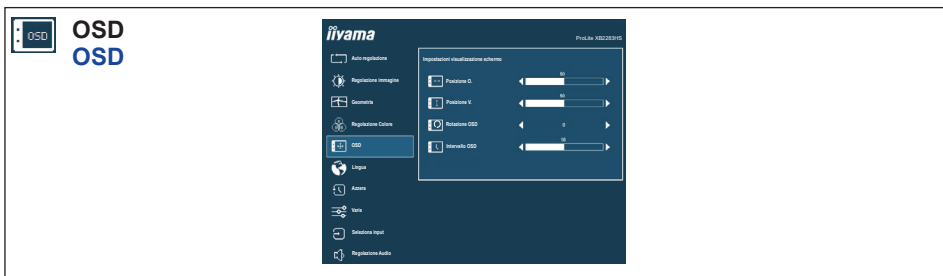 OSD
OSD
OSD
iiyama
ProLite XB2283HS
Auto regolazione
Regolazione Immagine
Geometria
Regolazione Colore
OSD
Lingua
Azzera
Varie
Seleziona Input
Regolazione Audio
Impostazioni visualizzazione schermo
Posizione O.
50
Posizione V.
50
Rotazione OSD
0
Intervallo OSD
10